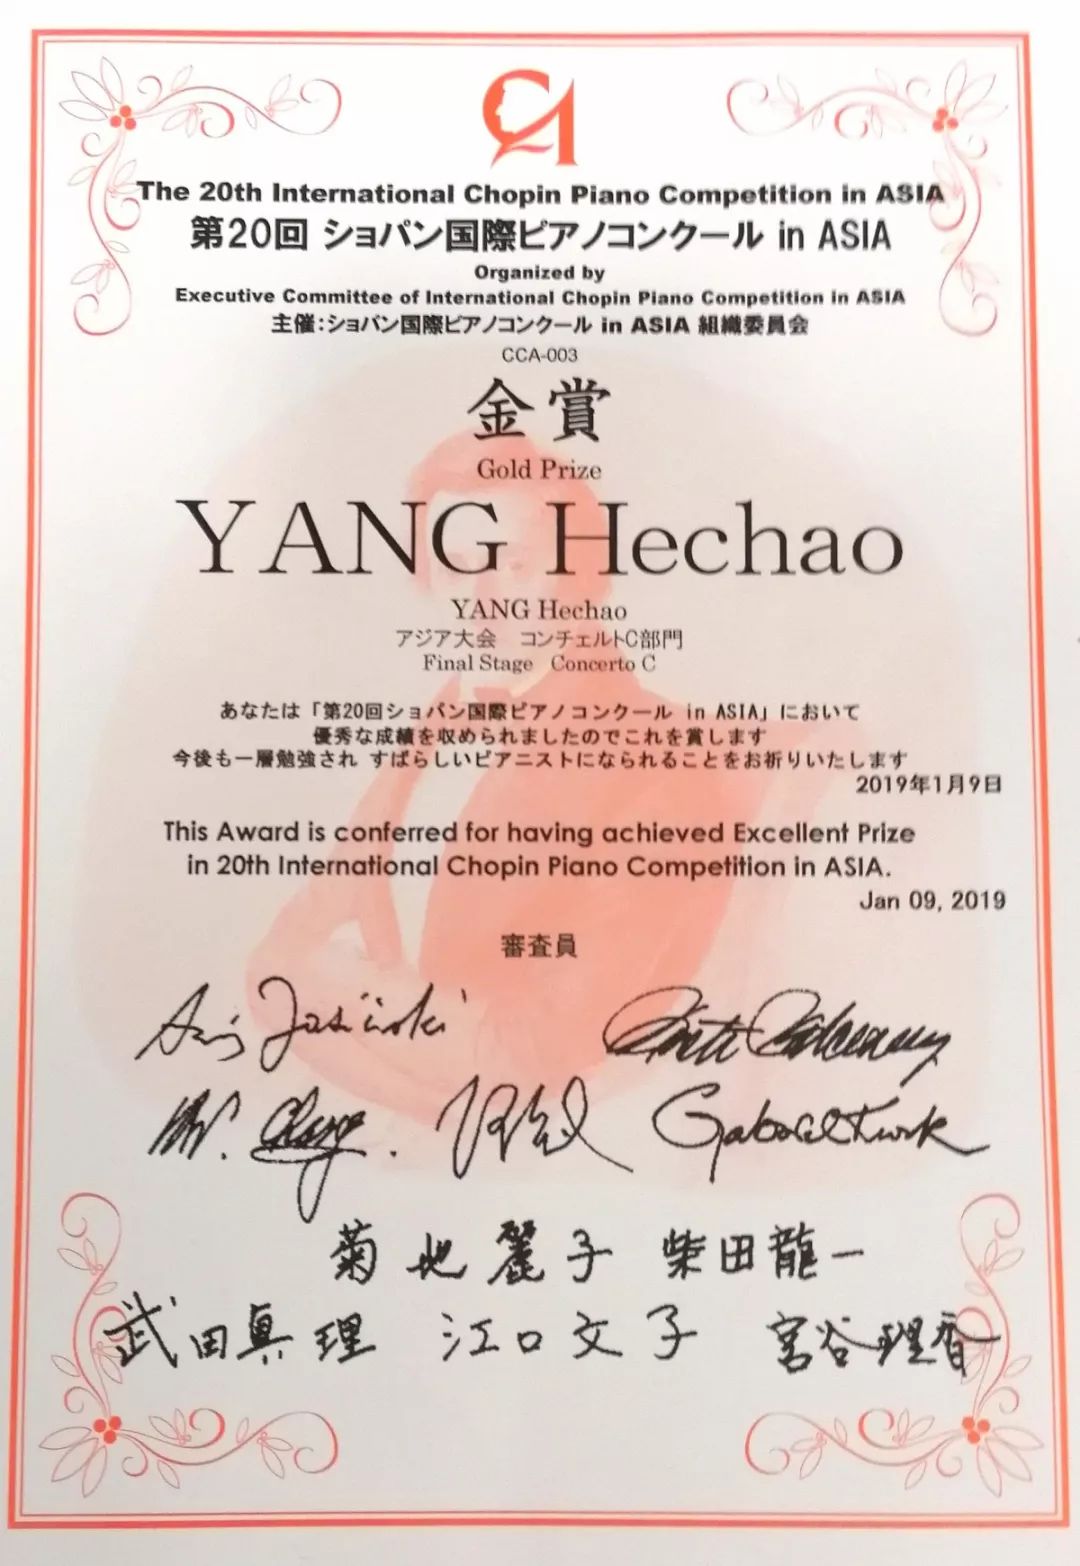 The 20th International Chopin Piano Competition in ASIA
第20回 ショパン国際ピアノコンクール in ASIA
Organized by
Executive Committee of International Chopin Piano Competition in ASIA
主催:ショパン国際ピアノコンクール in ASIA 組織委員会
CCA-003
金賞
Gold Prize
YANG Hechao
YANG Hechao
アジア大会 コンチェルトC部門
Final Stage Concerto C
あなたは「第20回ショパン国際ピアノコンクール in ASIA」において
優秀な成績を収められましたのでこれを賞します
今後も一層勉強され すばらしいピアニストになられることをお祈りいたします
2019年1月9日
This Award is conferred for having achieved Excellent Prize
in 20th International Chopin Piano Competition in ASIA.
Jan 09, 2019
審査員
Gabriel Kwok
菊地麗子 柴田龍一
武田真理 江口文子 宮谷理香